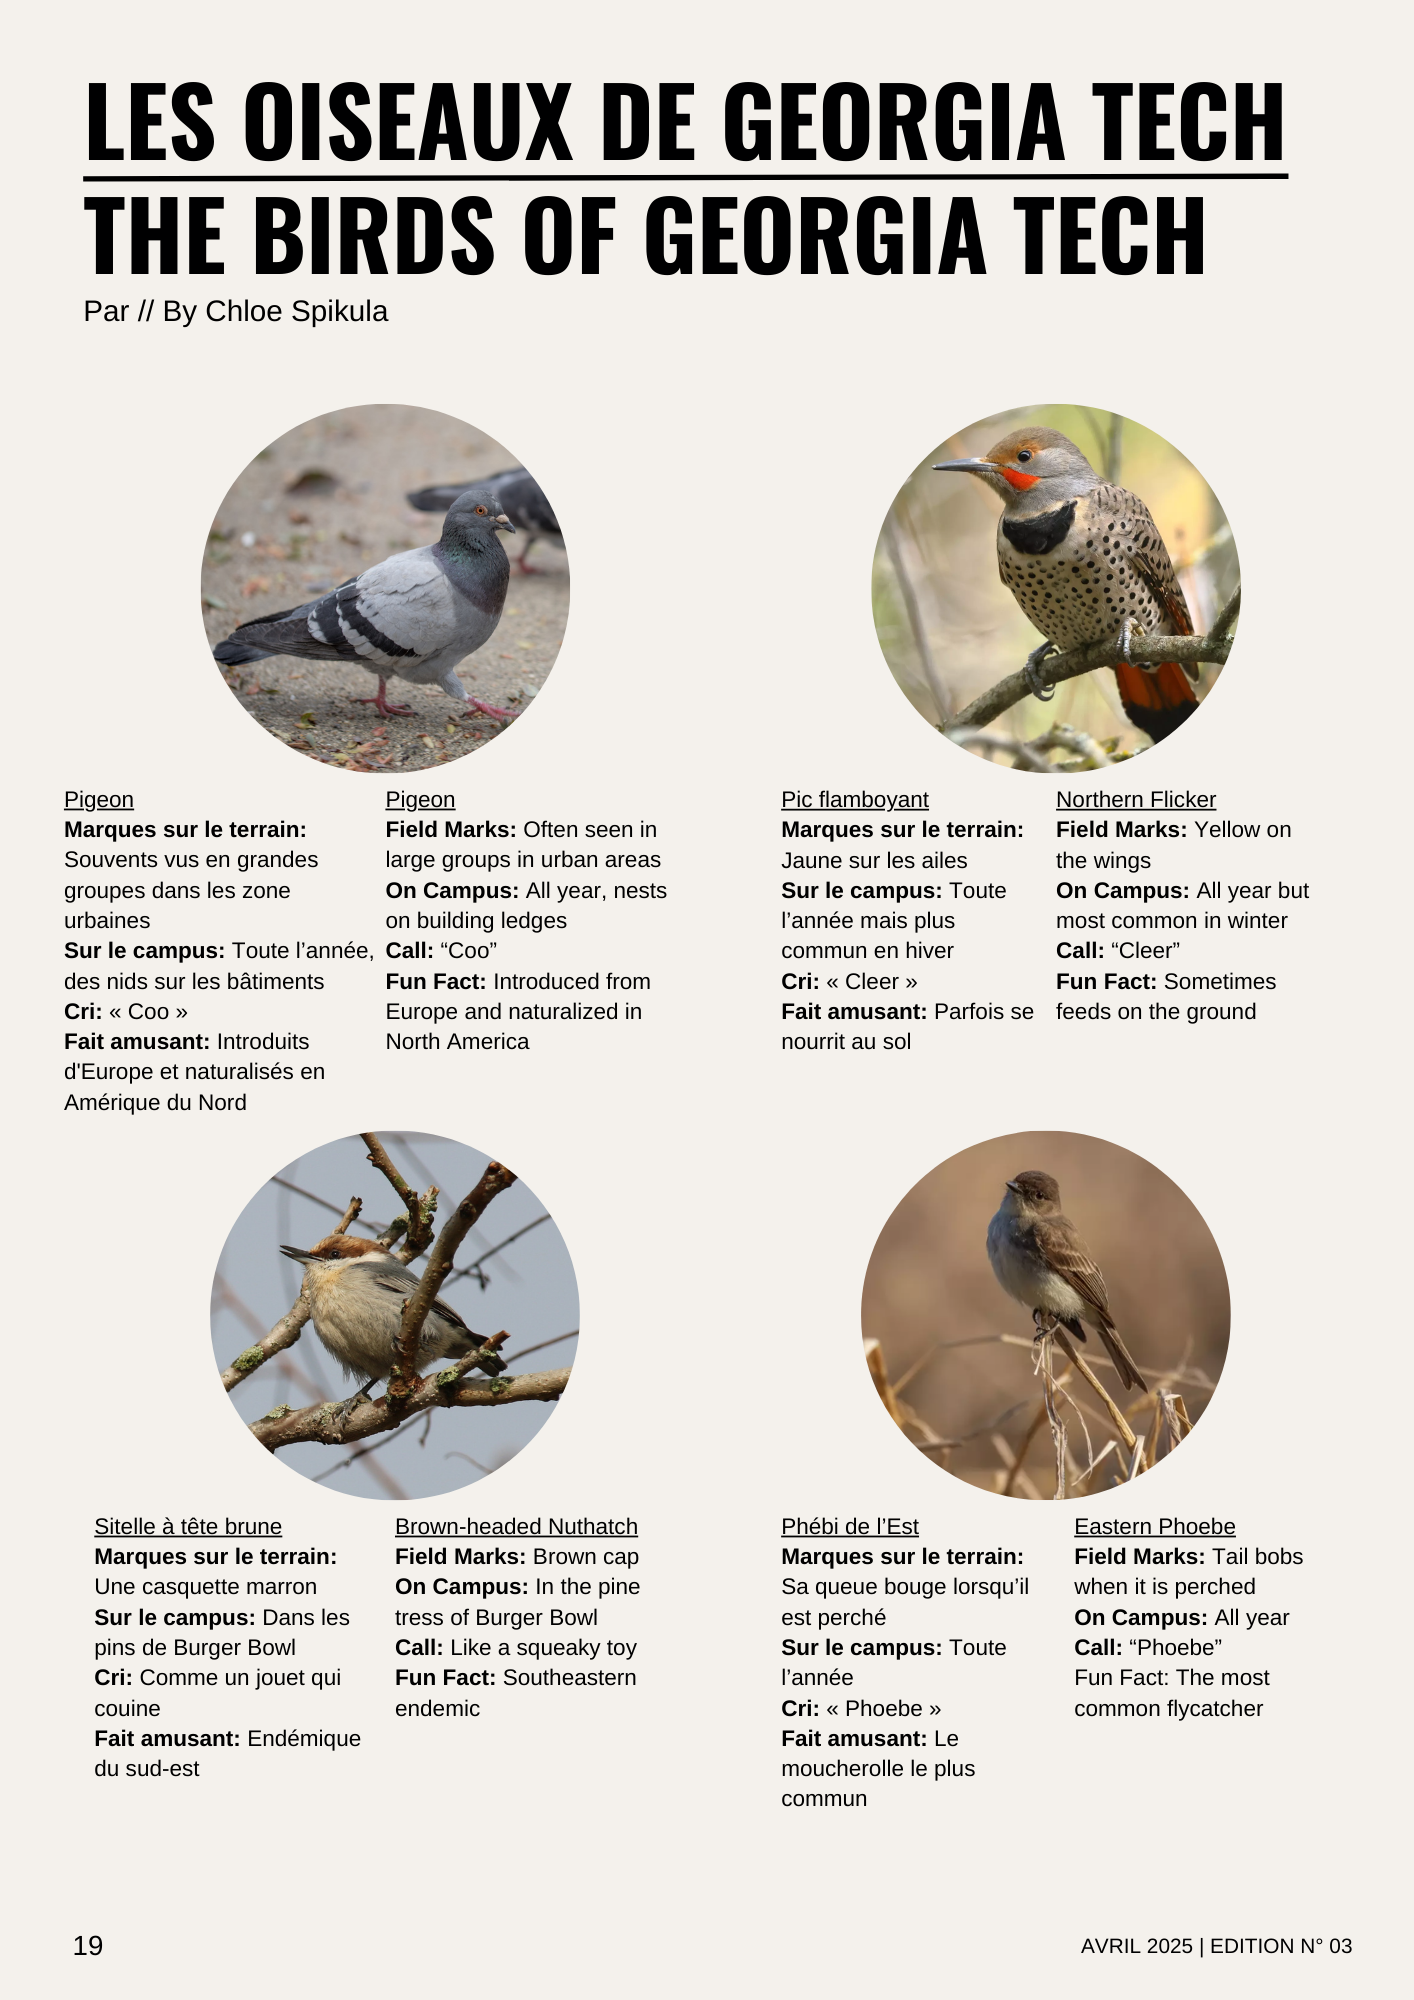 LES OISEAUX DE GEORGIA TECH
THE BIRDS OF GEORGIA TECH
Par // By Chloe Spikula
Pigeon
Marques sur le terrain:
Souvents vus en grandes
groupes dans les zone
urbaines
Sur le campus: Toute l’année,
des nids sur les bâtiments
Cri: « Coo »
Fait amusant: Introduits
d'Europe et naturalisés en
Amérique du Nord
Pigeon
Field Marks: Often seen in
large groups in urban areas
On Campus: All year, nests
on building ledges
Call: “Coo”
Fun Fact: Introduced from
Europe and naturalized in
North America
Pic flamboyant
Marques sur le terrain:
Jaune sur les ailes
Sur le campus: Toute
l’année mais plus
commun en hiver
Cri: « Cleer »
Fait amusant: Parfois se
nourrit au sol
Northern Flicker
Field Marks: Yellow on
the wings
On Campus: All year but
most common in winter
Call: “Cleer”
Fun Fact: Sometimes
feeds on the ground
Sitelle à tête brune
Marques sur le terrain:
Une casquette marron
Sur le campus: Dans les
pins de Burger Bowl
Cri: Comme un jouet qui
couine
Fait amusant: Endémique
du sud-est
Brown-headed Nuthatch
Field Marks: Brown cap
On Campus: In the pine
tress of Burger Bowl
Call: Like a squeaky toy
Fun Fact: Southeastern
endemic
Phébi de l’Est
Marques sur le terrain:
Sa queue bouge lorsqu’il
est perché
Sur le campus: Toute
l’année
Cri: « Phoebe »
Fait amusant: Le
moucherolle le plus
commun
Eastern Phoebe
Field Marks: Tail bobs
when it is perched
On Campus: All year
Call: “Phoebe”
Fun Fact: The most
common flycatcher
19
AVRIL 2025 | EDITION N° 03